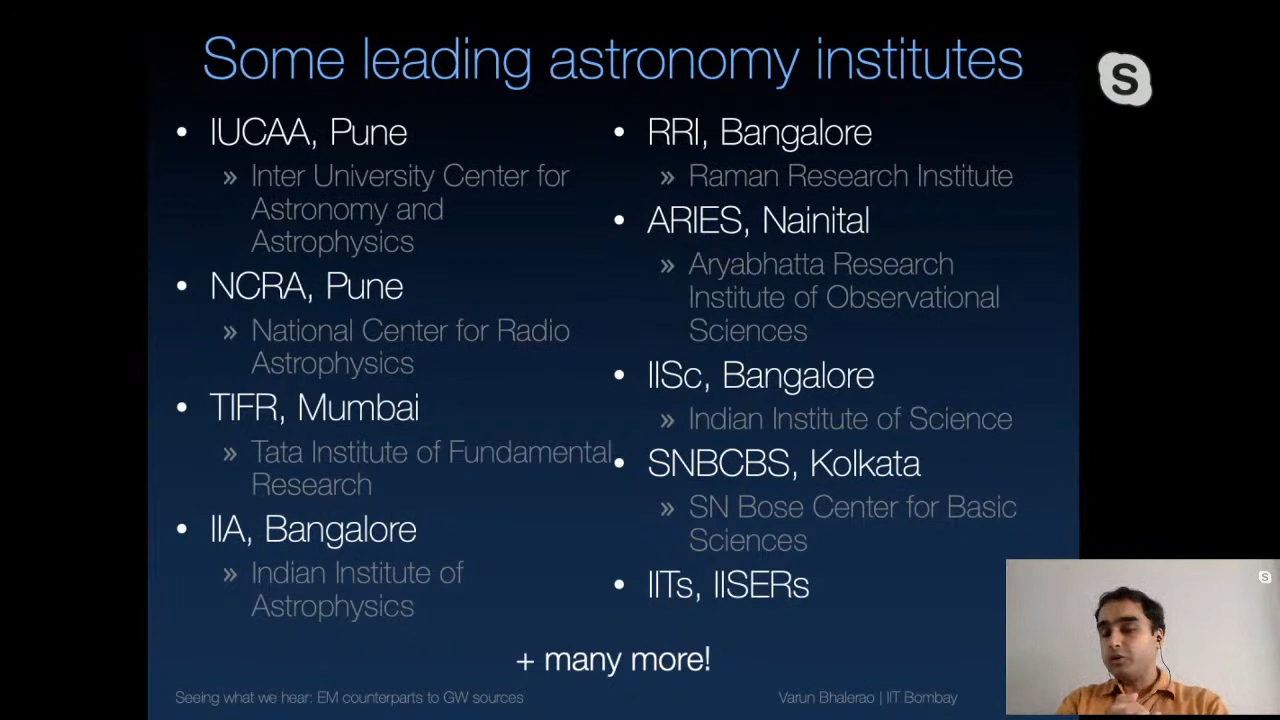 Some leading astronomy institutes
S
• IUCAA, Pune
» Inter University Center for
Astronomy and
Astrophysics
• NCRA, Pune
» National Center for Radio
Astrophysics
• TIFR, Mumbai
» Tata Institute of Fundamental
Research
• IIA, Bangalore
» Indian Institute of
Astrophysics
• RRI, Bangalore
» Raman Research Institute
• ARIES, Nainital
» Aryabhatta Research
Institute of Observational
Sciences
• IISc, Bangalore
» Indian Institute of Science
• SNBCBS, Kolkata
» SN Bose Center for Basic
Sciences
• IITs, IISERs
+ many more!
Seeing what we hear: EM counterparts to GW sources
Varun Bhalerao | IIT Bombay
S